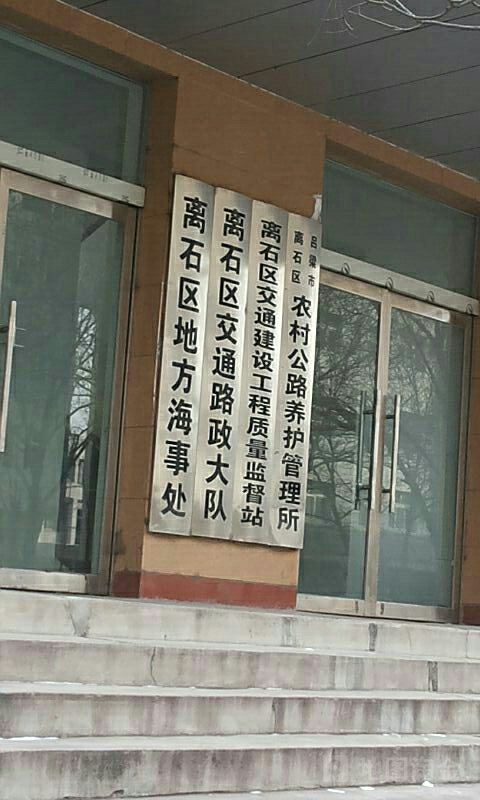 吕梁市
离石区
农村公路养护管理所
离石区交通建设工程质量监督站
离石区交通路政大队
离石区地方海事处